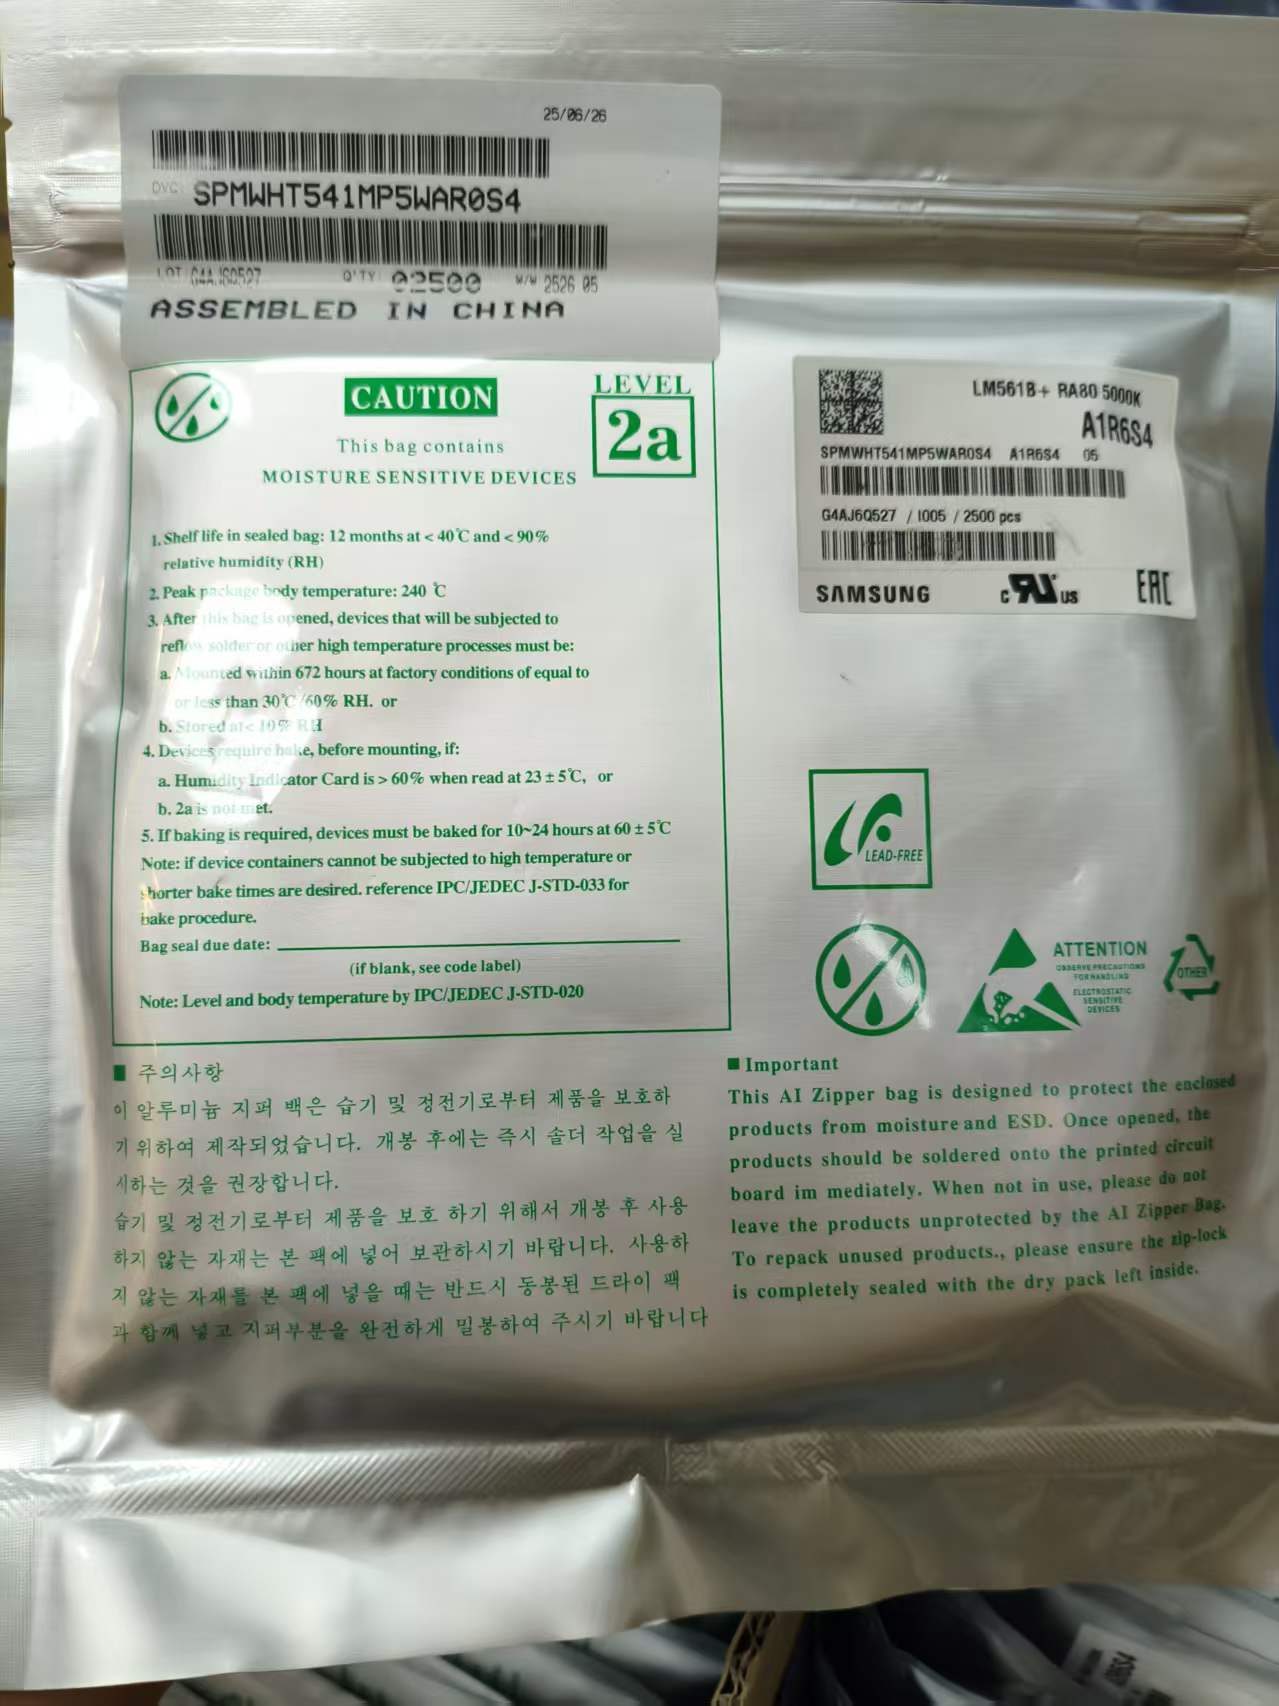 25/06/26
DVC: SPMWHT541MP5WAR0S4
LOT G4AJ6Q527 Q'TY: 02500 W/W 2526 05
ASSEMBLED IN CHINA
CAUTION
LEVEL
2a
This bag contains
MOISTURE SENSITIVE DEVICES
1. Shelf life in sealed bag: 12 months at < 40℃ and < 90%
relative humidity (RH)
2. Peak package body temperature: 240 ℃
3. After this bag is opened, devices that will be subjected to
reflow solder or other high temperature processes must be:
a. Mounted within 672 hours at factory conditions of equal to
or less than 30℃/60% RH. or
b. Stored at < 10% RH
4. Devices require bake, before mounting, if:
a. Humidity Indicator Card is > 60% when read at 23 ± 5℃, or
b. 2a is not met.
5. If baking is required, devices must be baked for 10~24 hours at 60 ± 5℃
Note: if device containers cannot be subjected to high temperature or
shorter bake times are desired. reference IPC/JEDEC J-STD-033 for
bake procedure.
Bag seal due date:
(if blank, see code label)
Note: Level and body temperature by IPC/JEDEC J-STD-020
LM561B+ RA80 5000K
A1R6S4
SPMWHT541MP5WAR0S4 A1R6S4 05
G4AJ6Q527 / I005 / 2500 pcs
SAMSUNG
c RU US
EAC
LEAD-FREE
ATTENTION
OBSERVE PRECAUTIONS
FOR HANDLING
ELECTROSTATIC
SENSITIVE
DEVICES
OTHER
■ 주의사항
이 알루미늄 지퍼 백은 습기 및 정전기로부터 제품을 보호하
기 위하여 제작되었습니다. 개봉 후에는 즉시 솔더 작업을 실
시하는 것을 권장합니다.
습기 및 정전기로부터 제품을 보호 하기 위해서 개봉 후 사용
하지 않는 자재는 본 팩에 넣어 보관하시기 바랍니다. 사용하
지 않는 자재를 본 팩에 넣을 때는 반드시 동봉된 드라이 팩
과 함께 넣고 지퍼부분을 완전하게 밀봉하여 주시기 바랍니다
■ Important
This AI Zipper bag is designed to protect the enclosed
products from moisture and ESD. Once opened, the
products should be soldered onto the printed circuit
board im mediately. When not in use, please do not
leave the products unprotected by the AI Zipper Bag.
To repack unused products., please ensure the zip-lock
is completely sealed with the dry pack left inside.